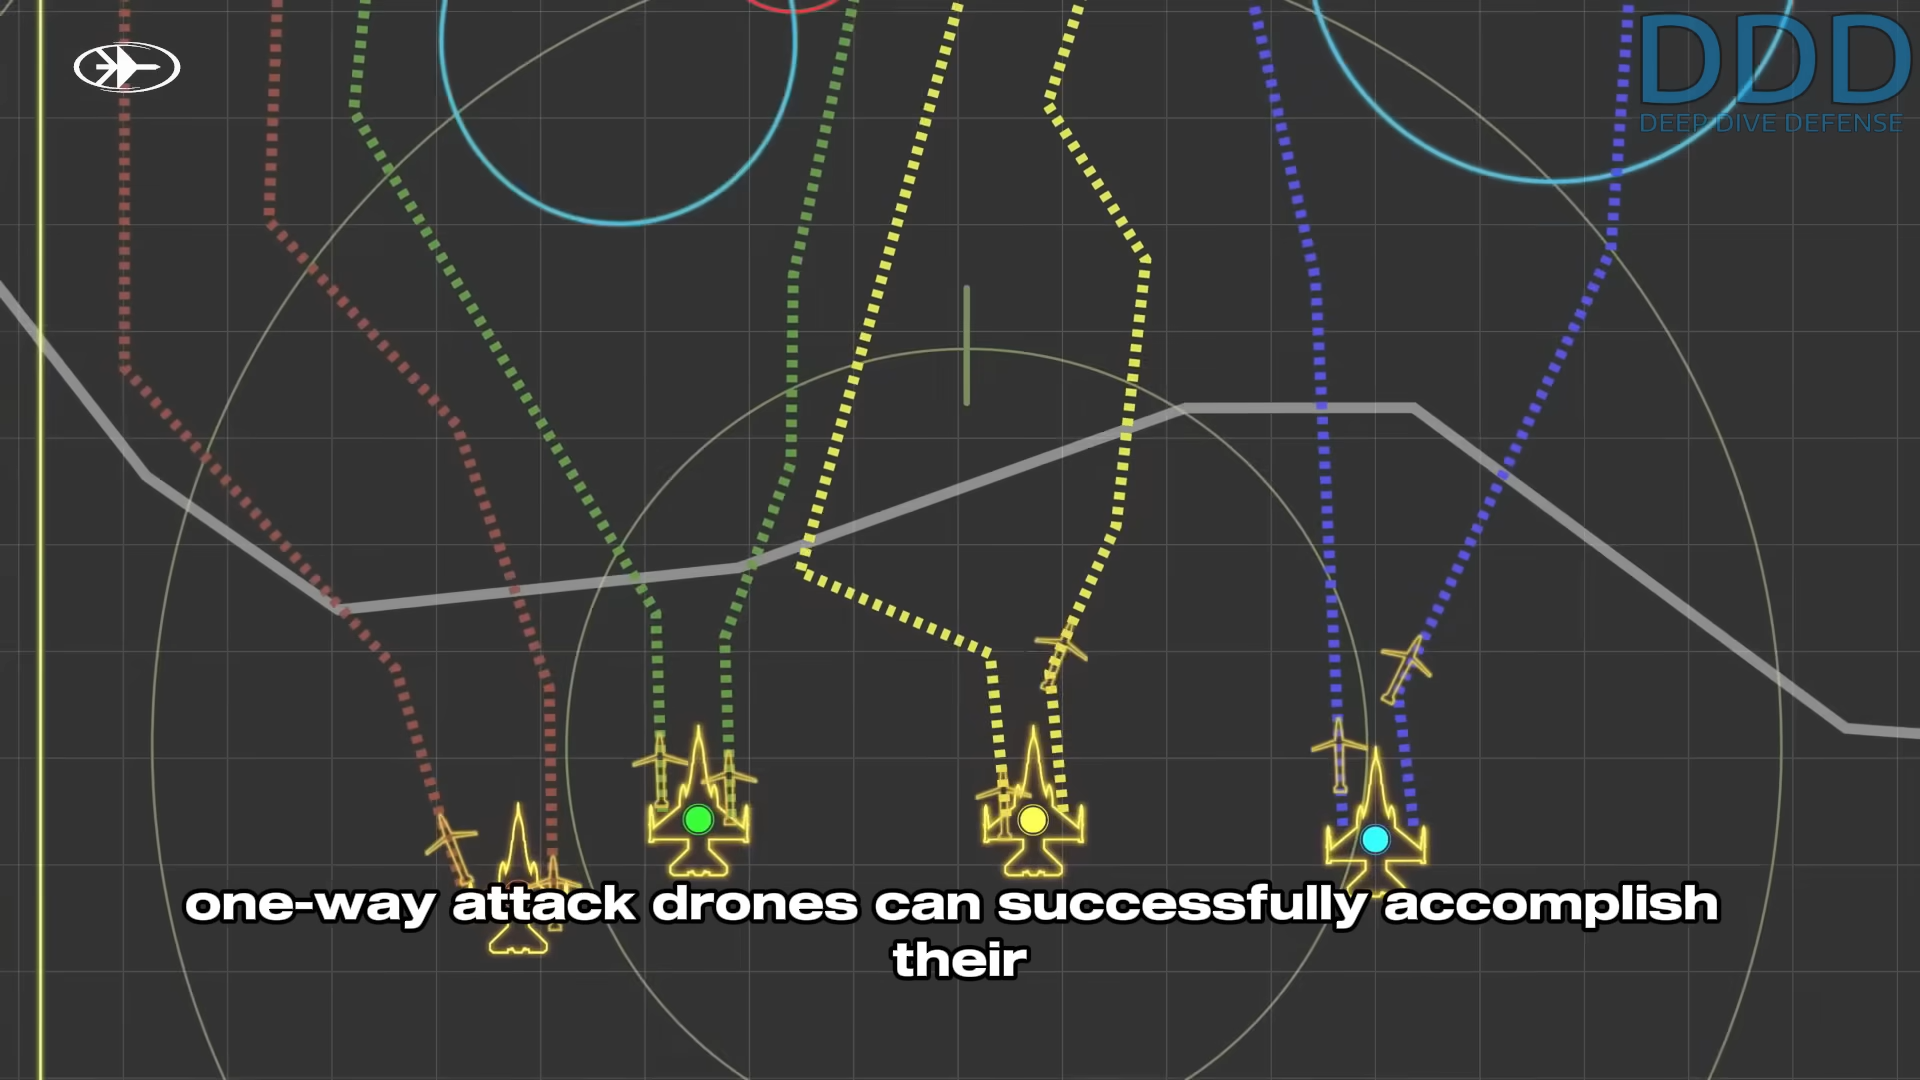 DDD
DEEP DIVE DEFENSE
one-way attack drones can successfully accomplish
their